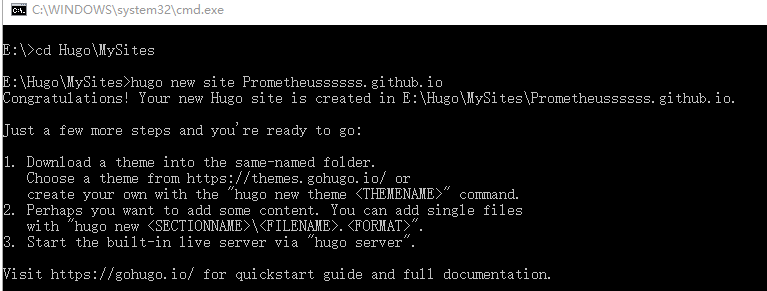 C:\WINDOWS\system32\cmd.exe
E:\>cd Hugo\MySites
E:\Hugo\MySites>hugo new site Prometheussssss.github.io
Congratulations! Your new Hugo site is created in E:\Hugo\MySites\Prometheussssss.github.io.
Just a few more steps and you're ready to go:
1. Download a theme into the same-named folder.
Choose a theme from https://themes.gohugo.io/ or
create your own with the "hugo new theme <THEMENAME>" command.
2. Perhaps you want to add some content. You can add single files
with "hugo new <SECTIONNAME>\<FILENAME>.<FORMAT>".
3. Start the built-in live server via "hugo server".
Visit https://gohugo.io/ for quickstart guide and full documentation.